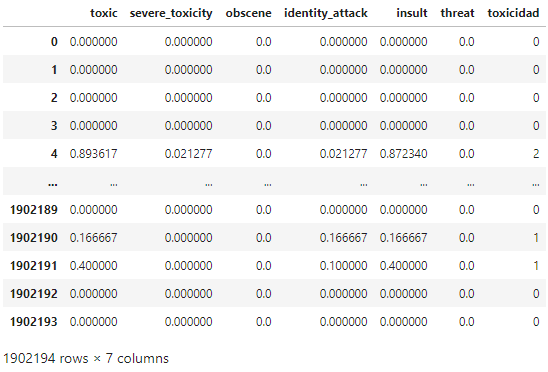 toxic severe_toxicity obscene identity_attack insult threat toxicidad
0 0.000000 0.000000 0.0 0.000000 0.000000 0.0 0
1 0.000000 0.000000 0.0 0.000000 0.000000 0.0 0
2 0.000000 0.000000 0.0 0.000000 0.000000 0.0 0
3 0.000000 0.000000 0.0 0.000000 0.000000 0.0 0
4 0.893617 0.021277 0.0 0.021277 0.872340 0.0 2
... ... ... ... ... ... ... ...
1902189 0.000000 0.000000 0.0 0.000000 0.000000 0.0 0
1902190 0.166667 0.000000 0.0 0.166667 0.166667 0.0 1
1902191 0.400000 0.000000 0.0 0.100000 0.400000 0.0 1
1902192 0.000000 0.000000 0.0 0.000000 0.000000 0.0 0
1902193 0.000000 0.000000 0.0 0.000000 0.000000 0.0 0
1902194 rows × 7 columns